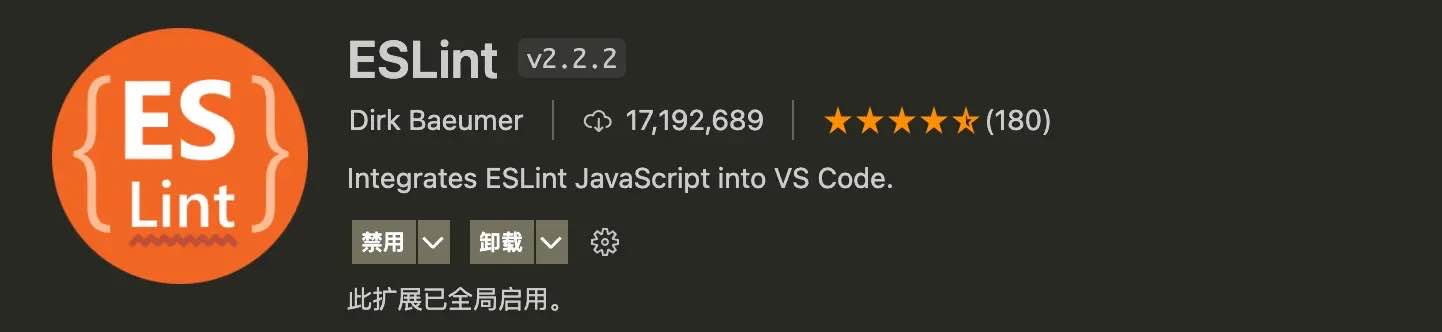 ES
Lint
ESLint v2.2.2
Dirk Baeumer 17,192,689 (180)
Integrates ESLint JavaScript into VS Code.
禁用 卸载
此扩展已全局启用。